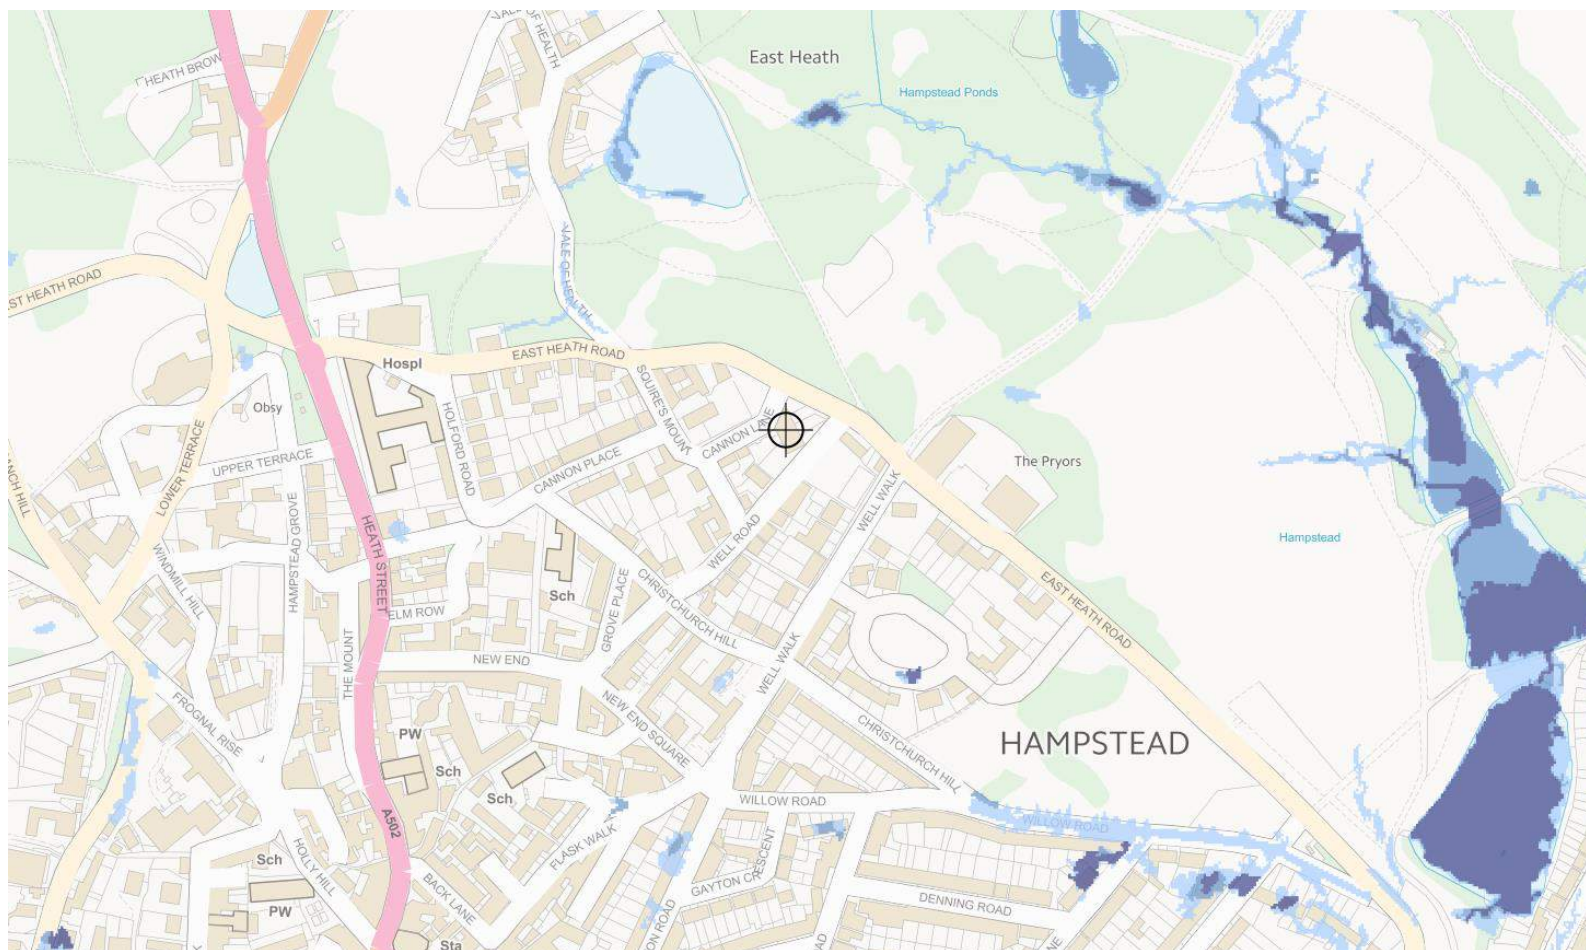 VALE OF HEALTH
East Heath
HEATH BROW
Hampstead Ponds
VALE OF HEALTH
EAST HEATH ROAD
Hospl
Obsy
SQUIRE'S MOUNT
CANNON LANE
HOLFORD ROAD
CANNON PLACE
UPPER TERRACE
LOWER TERRACE
The Pryors
WELL WALK
HAMPSTEAD GROVE
HEATH STREET
WINDMILL HILL
WELL ROAD
Hampstead
CHRISTCHURCH HILL
Sch
GROVE PLACE
ELM ROW
EAST HEATH ROAD
THE MOUNT
NEW END
WELL WALK
FROGNAL RISE
NEW END SQUARE
PW
CHRISTCHURCH HILL
HAMPSTEAD
Sch
Sch
WILLOW ROAD
A502
WILLOW ROAD
FLASK WALK
HOLLY HILL
Sch
GAYTON CRESCENT
BACK LANE
PW
DENNING ROAD
Sta